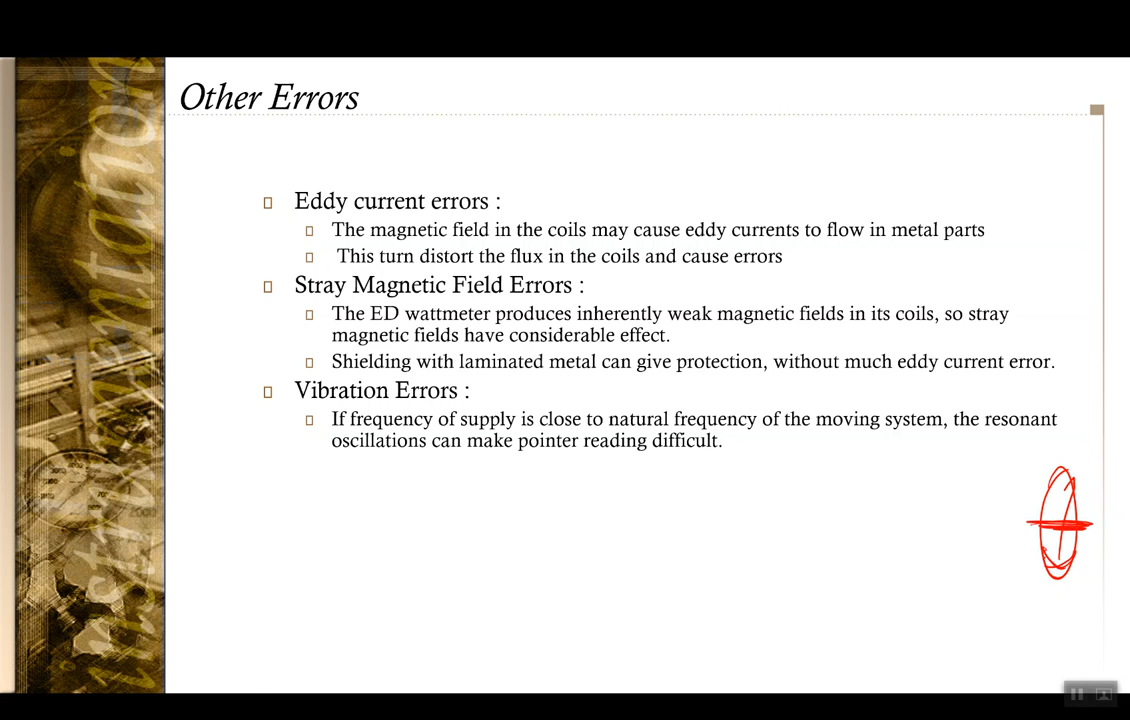 Other Errors
Eddy current errors :
The magnetic field in the coils may cause eddy currents to flow in metal parts
This turn distort the flux in the coils and cause errors
Stray Magnetic Field Errors :
The ED wattmeter produces inherently weak magnetic fields in its coils, so stray
magnetic fields have considerable effect.
Shielding with laminated metal can give protection, without much eddy current error.
Vibration Errors :
If frequency of supply is close to natural frequency of the moving system, the resonant
oscillations can make pointer reading difficult.